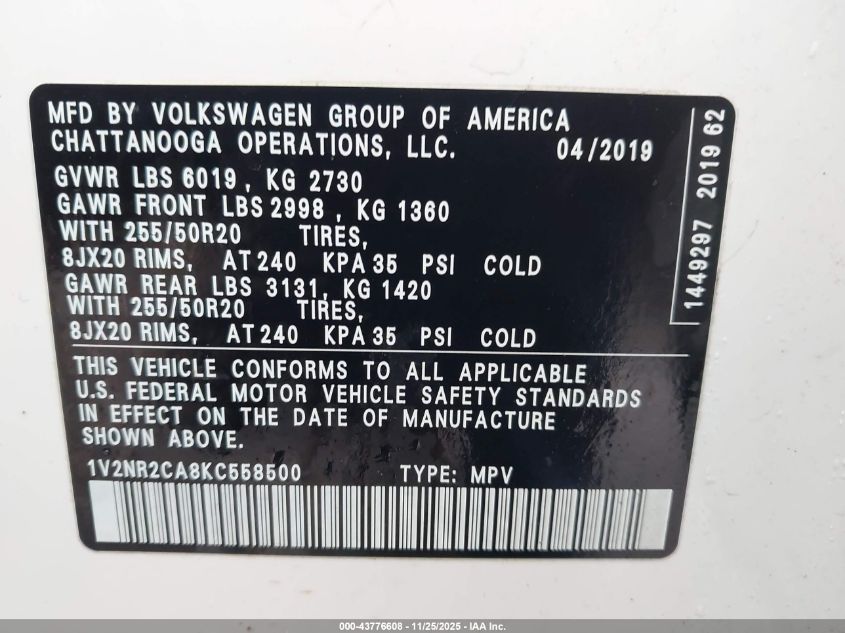 MFD BY VOLKSWAGEN GROUP OF AMERICA
CHATTANOOGA OPERATIONS, LLC. 04/2019
GVWR LBS 6019, KG 2730
GAWR FRONT LBS 2998, KG 1360
WITH 255/50R20 TIRES,
8JX20 RIMS, AT 240 KPA 35 PSI COLD
GAWR REAR LBS 3131, KG 1420
WITH 255/50R20 TIRES,
8JX20 RIMS, AT 240 KPA 35 PSI COLD
THIS VEHICLE CONFORMS TO ALL APPLICABLE
U.S. FEDERAL MOTOR VEHICLE SAFETY STANDARDS
IN EFFECT ON THE DATE OF MANUFACTURE
SHOWN ABOVE.
1V2NR2CA8KC558500 TYPE: MPV
1449297 2019 62
000-43776608 - 11/25/2025 - IAA Inc.